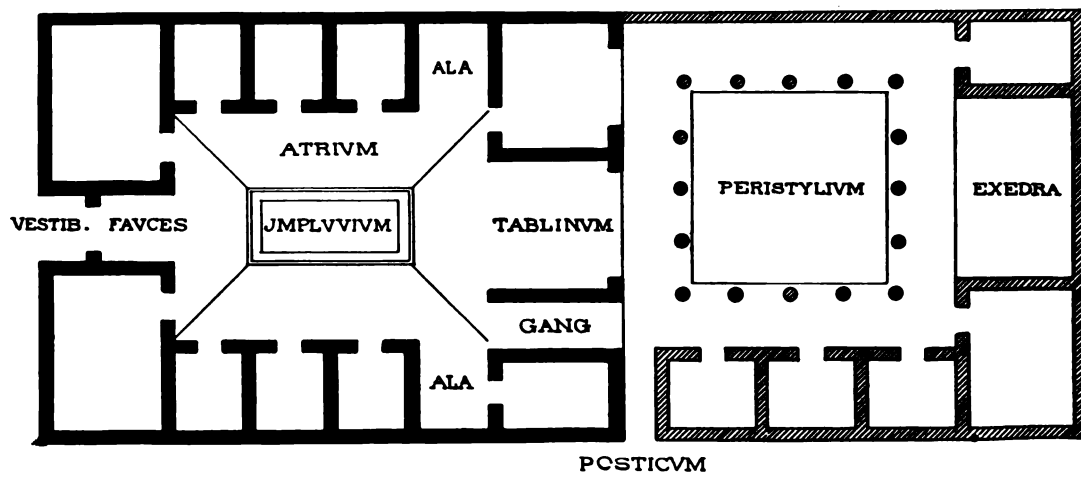 ALA
ATRIVM
PERISTYLIVM
EXEDRA
VESTIB. FAVCES
JMPLVVIVM
TABLINVM
GANG
ALA
POSTICVM